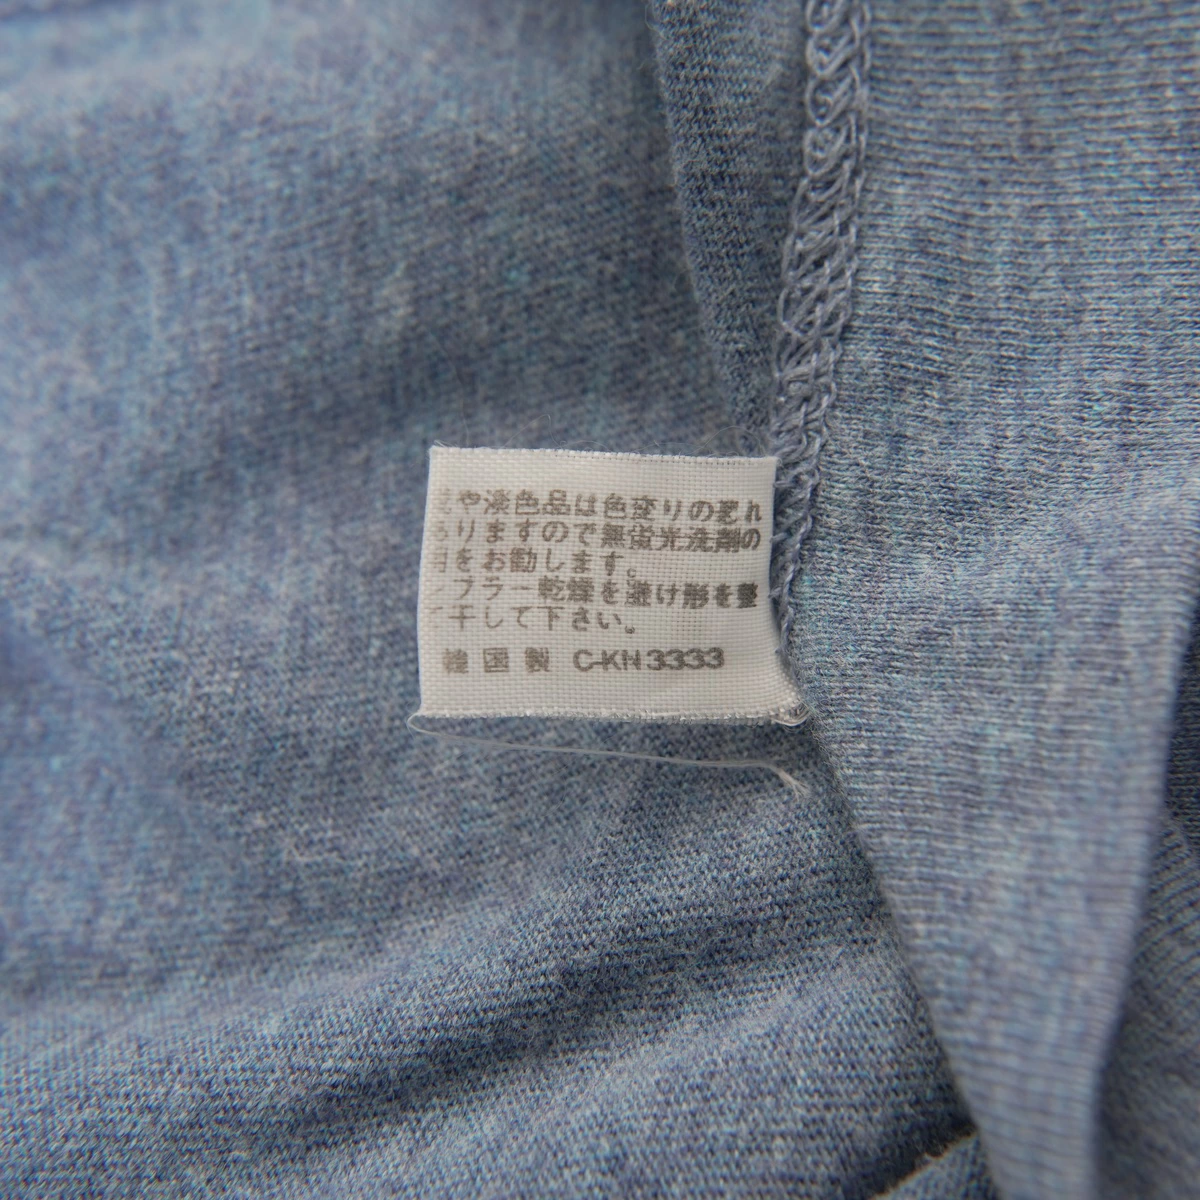 や淡色品は色変りの恐れ
ありますので無蛍光洗剤の
用をお勧めします。
ンブラー乾燥を避け形を整
て干して下さい。
韓国製 C-KN3333